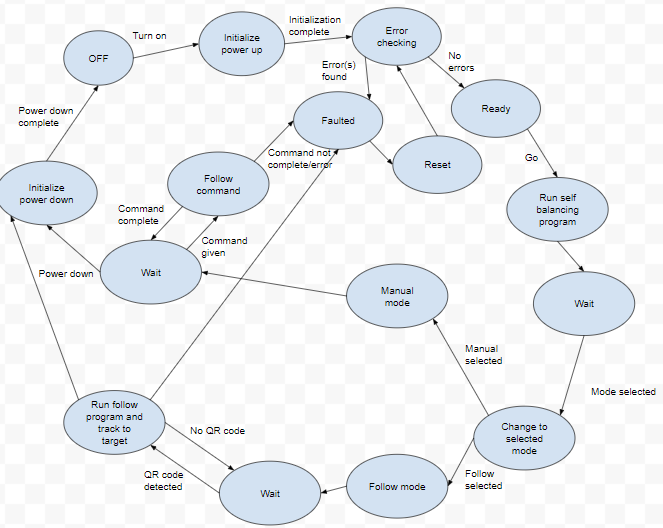 Turn on
Initialization
complete
OFF
Initialize
power up
Error
checking
No
errors
Error(s)
found
Ready
Power down
complete
Faulted
Command not
complete/error
Reset
Go
Initialize
power down
Follow
command
Run self
balancing
program
Command
complete
Command
given
Power down
Wait
Manual
mode
Wait
Manual
selected
Mode selected
Run follow
program and
track to
target
No QR code
Change to
selected
mode
QR code
detected
Wait
Follow mode
Follow
selected